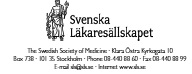 Svenska
Läkaresällskapet
The Swedish Society of Medicine · Klara Östra Kyrkogata 10
Box 738 · 101 35 Stockholm · Phone 08-440 88 60 · Fax 08-440 88 99
E-mail sls@sls.se · Internet www.sls.se